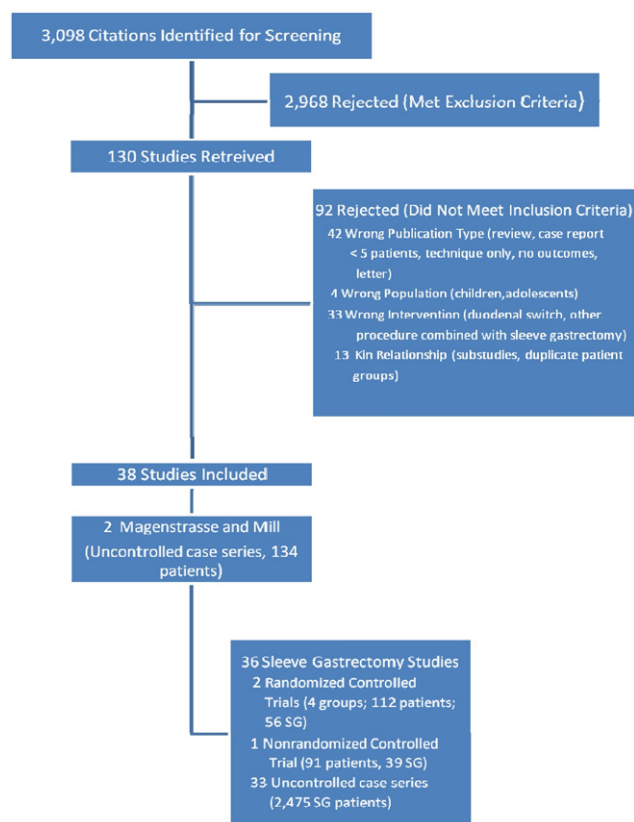 3,098 Citations Identified for Screening
2,968 Rejected (Met Exclusion Criteria)
130 Studies Retreived
92 Rejected (Did Not Meet Inclusion Criteria)
42 Wrong Publication Type (review, case report
< 5 patients, technique only, no outcomes,
letter)
4 Wrong Population (children,adolescents)
33 Wrong Intervention (duodenal switch, other
procedure combined with sleeve gastrectomy)
13 Kin Relationship (substudies, duplicate patient
groups)
38 Studies Included
2 Magenstrasse and Mill
(Uncontrolled case series, 134
patients)
36 Sleeve Gastrectomy Studies
2 Randomized Controlled
Trials (4 groups; 112 patients;
56 SG)
1 Nonrandomized Controlled
Trial (91 patients, 39 SG)
33 Uncontrolled case series
(2,475 SG patients)